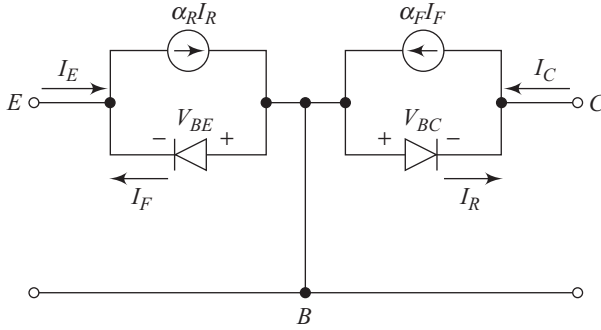 α_R I_R α_F I_F
I_E I_C
E V_BE V_BC C
− + + −
I_F I_R
B